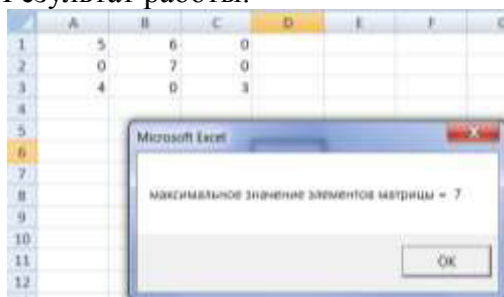 Результат работы:
A B C D E F
1 5 6 0
2 0 7 0
3 4 0 3
4
5
6
7
8
9
10
11
12
Microsoft Excel
максимальное значение элементов матрицы = 7
OK